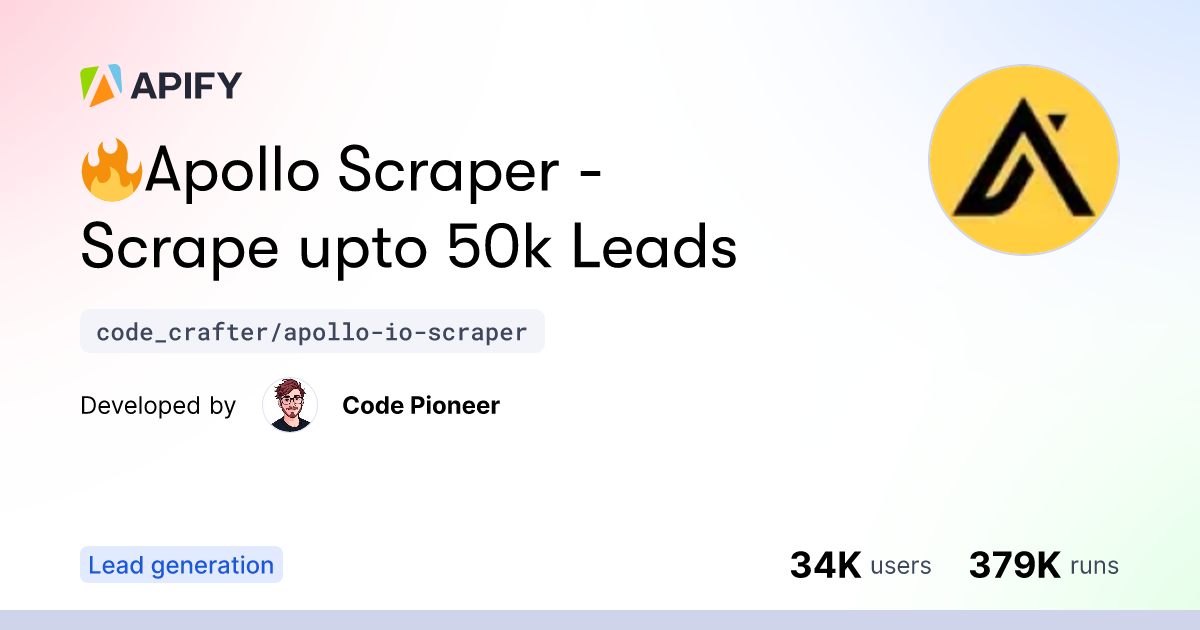 APIFY
🔥Apollo Scraper -
Scrape upto 50k Leads
code_crafter/apollo-io-scraper
Developed by Code Pioneer
Lead generation 34K users 379K runs